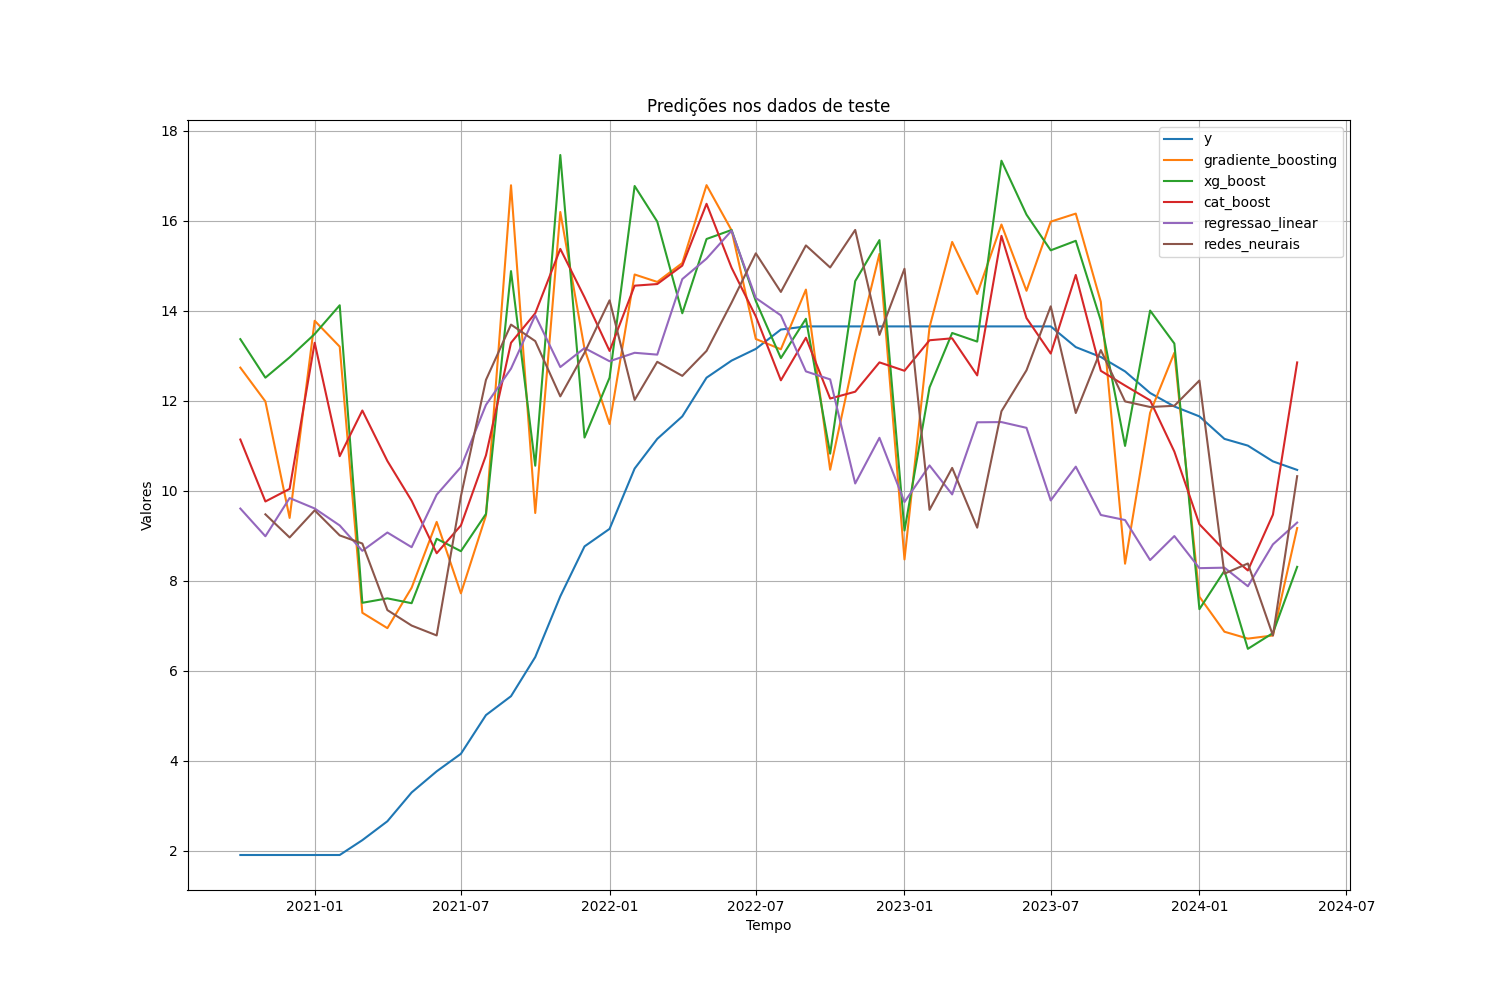 Predições nos dados de teste
y
gradiente_boosting
xg_boost
cat_boost
regressao_linear
redes_neurais
Valores
18
16
14
12
10
8
6
4
2
2021-01 2021-07 2022-01 2022-07 2023-01 2023-07 2024-01 2024-07
Tempo